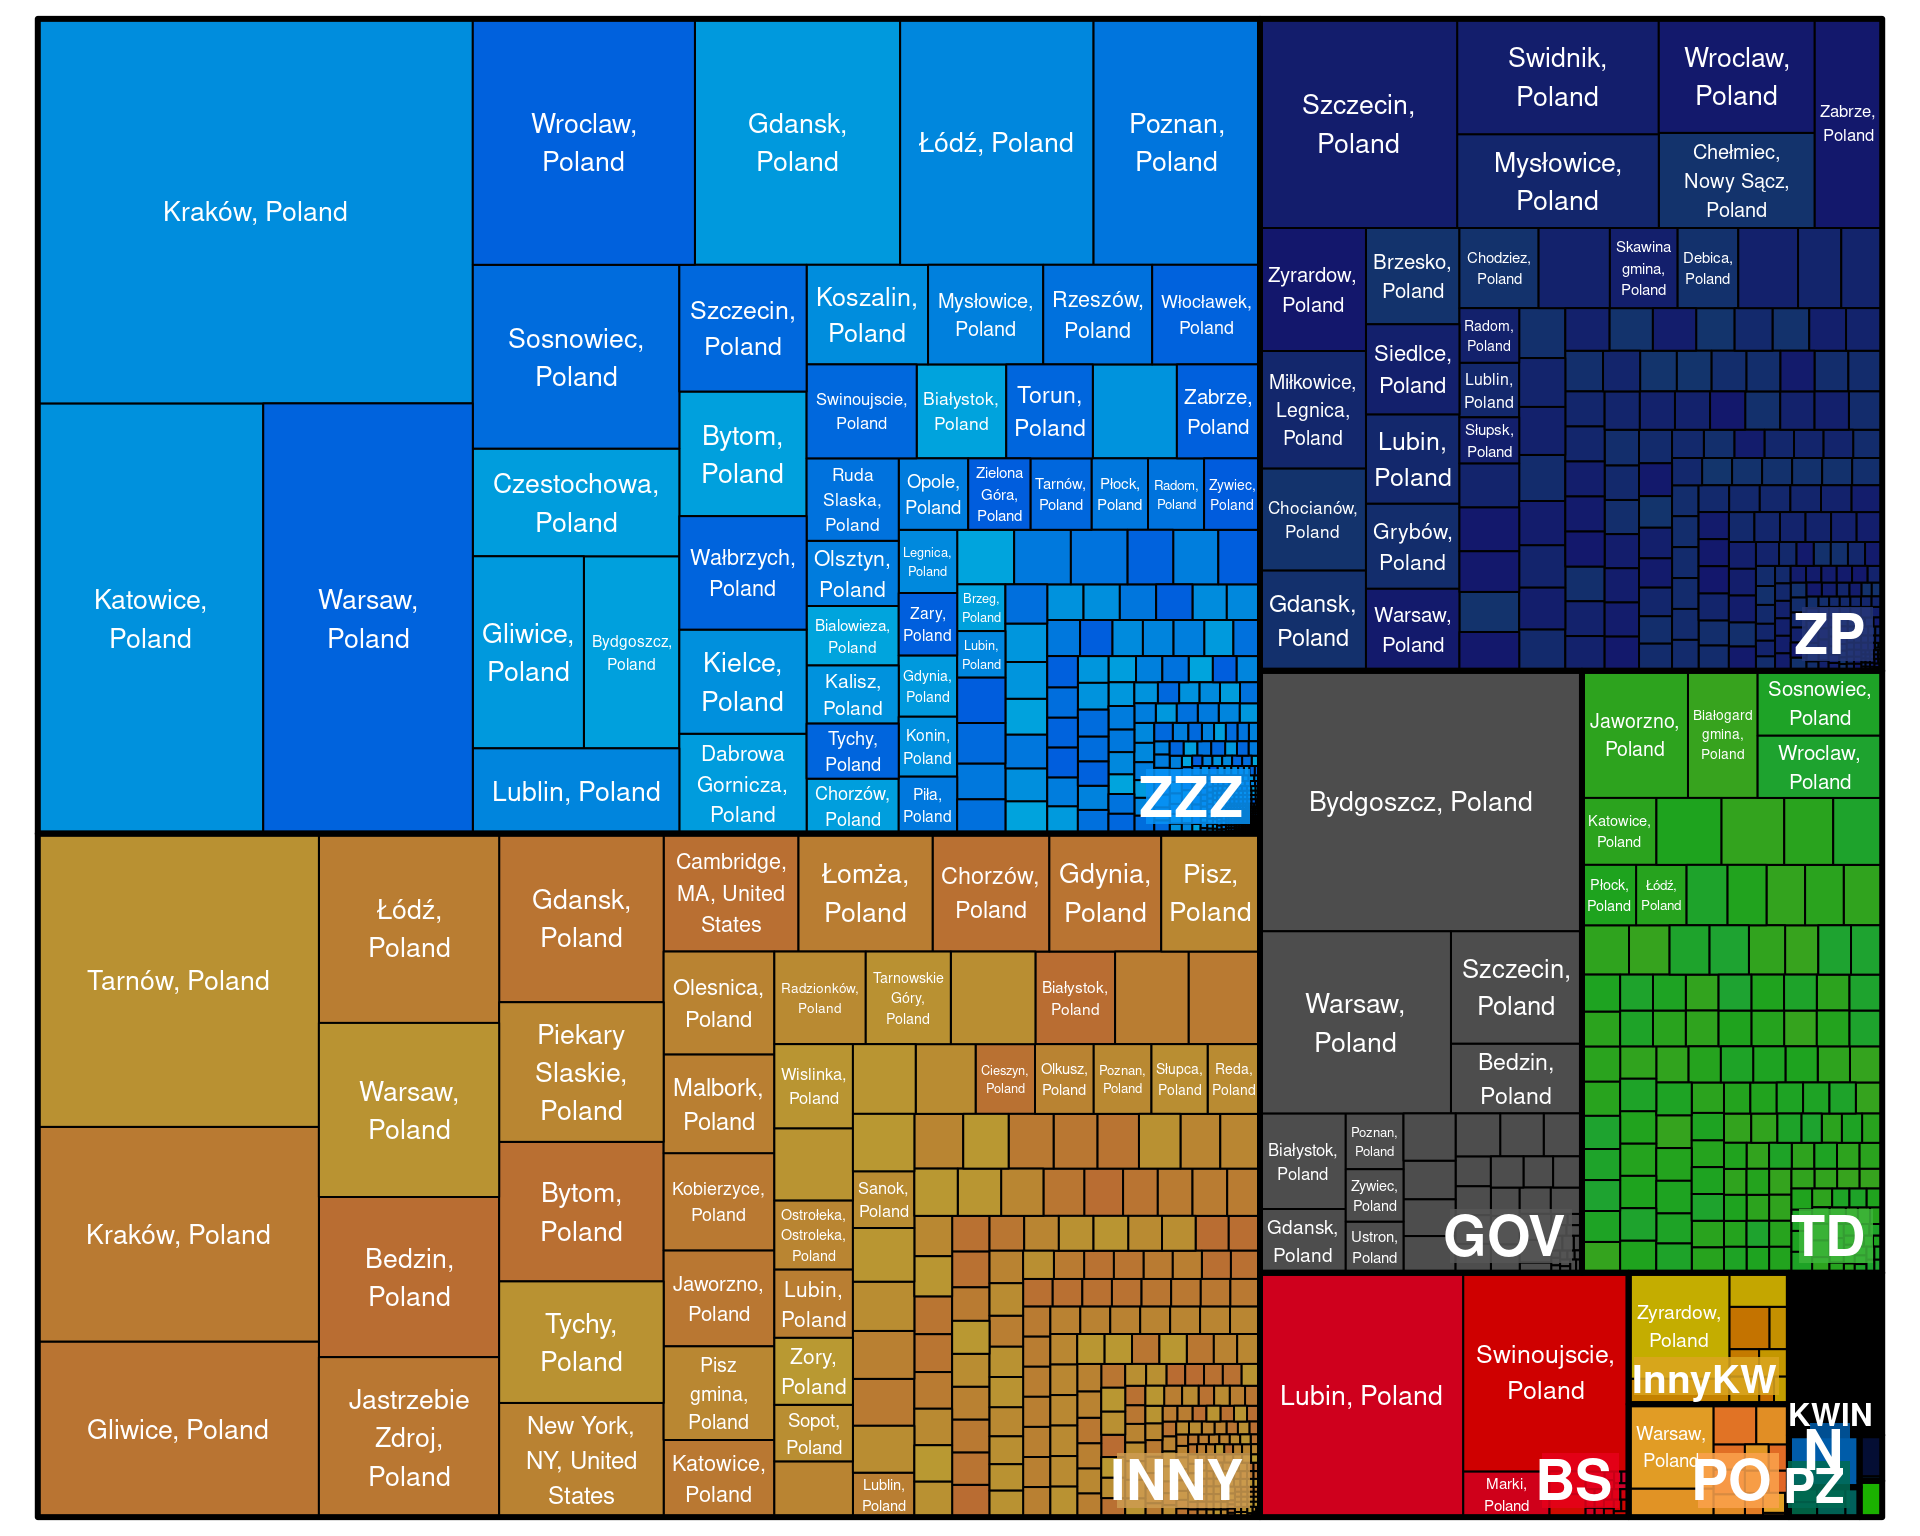 Kraków, Poland
Katowice,
Poland
Warsaw,
Poland
Wroclaw,
Poland
Gdansk,
Poland
Łódź, Poland
Poznan,
Poland
Sosnowiec,
Poland
Czestochowa,
Poland
Gliwice,
Poland
Bydgoszcz,
Poland
Lublin, Poland
Szczecin,
Poland
Bytom,
Poland
Wałbrzych,
Poland
Kielce,
Poland
Dabrowa
Gornicza,
Poland
Koszalin,
Poland
Mysłowice,
Poland
Rzeszów,
Poland
Włocławek,
Poland
Swinoujscie,
Poland
Białystok,
Poland
Torun,
Poland
Zabrze,
Poland
Ruda
Slaska,
Poland
Olsztyn,
Poland
Bialowieza,
Poland
Kalisz,
Poland
Tychy,
Poland
Chorzów,
Poland
Opole,
Poland
Zielona
Góra,
Poland
Tarnów,
Poland
Płock,
Poland
Radom,
Poland
Zywiec,
Poland
Legnica,
Poland
Zary,
Poland
Gdynia,
Poland
Konin,
Poland
Piła,
Poland
Brzeg,
Poland
Lubin,
Poland
ZZZ
Szczecin,
Poland
Swidnik,
Poland
Mysłowice,
Poland
Wroclaw,
Poland
Chełmiec,
Nowy Sącz,
Poland
Zabrze,
Poland
Zyrardow,
Poland
Miłkowice,
Legnica,
Poland
Chocianów,
Poland
Gdansk,
Poland
Brzesko,
Poland
Siedlce,
Poland
Lubin,
Poland
Grybów,
Poland
Warsaw,
Poland
Chodziez,
Poland
Skawina
gmina,
Poland
Debica,
Poland
Radom,
Poland
Lublin,
Poland
Słupsk,
Poland
ZP
Tarnów, Poland
Kraków, Poland
Gliwice, Poland
Łódź,
Poland
Warsaw,
Poland
Bedzin,
Poland
Jastrzebie
Zdroj,
Poland
Gdansk,
Poland
Piekary
Slaskie,
Poland
Bytom,
Poland
Tychy,
Poland
New York,
NY, United
States
Cambridge,
MA, United
States
Łomża,
Poland
Chorzów,
Poland
Gdynia,
Poland
Pisz,
Poland
Olesnica,
Poland
Malbork,
Poland
Kobierzyce,
Poland
Jaworzno,
Poland
Pisz
gmina,
Poland
Katowice,
Poland
Radzionków,
Poland
Tarnowskie
Góry,
Poland
Białystok,
Poland
Wislinka,
Poland
Ostrołeka,
Ostroleka,
Poland
Lubin,
Poland
Zory,
Poland
Sopot,
Poland
Cieszyn,
Poland
Olkusz,
Poland
Poznan,
Poland
Słupca,
Poland
Reda,
Poland
Sanok,
Poland
Lublin,
Poland
INNY
Bydgoszcz, Poland
Warsaw,
Poland
Szczecin,
Poland
Bedzin,
Poland
Białystok,
Poland
Gdansk,
Poland
Poznan,
Poland
Zywiec,
Poland
Ustron,
Poland
GOV
Jaworzno,
Poland
Białogard
gmina,
Poland
Sosnowiec,
Poland
Wroclaw,
Poland
Katowice,
Poland
Płock,
Poland
Łódź,
Poland
TD
Lubin, Poland
Swinoujscie,
Poland
Marki,
Poland
BS
Zyrardow,
Poland
InnyKW
Warsaw,
Poland
PO
KWIN
N
PZ